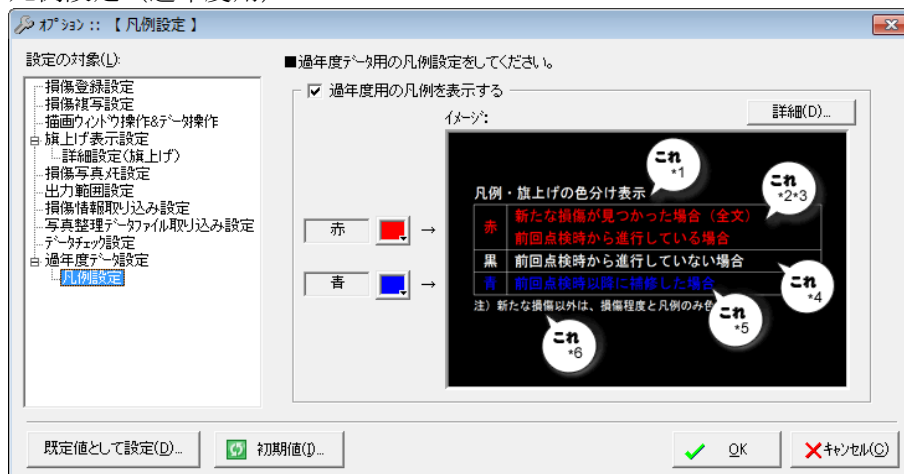 ｵﾌﾟｼｮﾝ :: 【 凡例設定 】
設定の対象(L):
損傷登録設定
損傷複写設定
描画ｳｨﾝﾄﾞｳ操作&ﾃﾞｰﾀ操作
旗上げ表示設定
詳細設定(旗上げ)
損傷写真ﾒﾓ設定
出力範囲設定
損傷情報取り込み設定
写真整理ﾃﾞｰﾀﾌｧｲﾙ取り込み設定
ﾃﾞｰﾀﾁｪｯｸ設定
過年度ﾃﾞｰﾀ設定
凡例設定
■過年度ﾃﾞｰﾀ用の凡例設定をしてください。
過年度用の凡例を表示する
詳細(D)...
ｲﾒｰｼﾞ:
赤 →
青 →
これ
*1
これ
*2*3
凡例・旗上げの色分け表示
赤 新たな損傷が見つかった場合（全文）
前回点検時から進行している場合
黒 前回点検時から進行していない場合
青 前回点検時以降に補修した場合
これ
*4
注）新たな損傷以外は、損傷程度と凡例のみ色
これ
*5
これ
*6
既定値として設定(D)...
初期値(I)...
OK
ｷｬﾝｾﾙ(C)